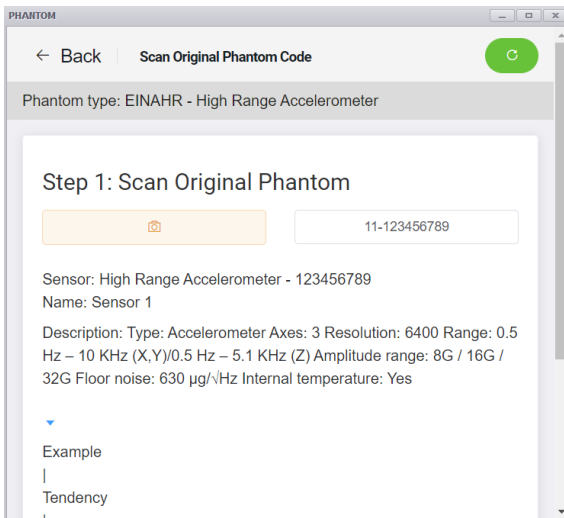 PHANTOM
← Back
Scan Original Phantom Code
Phantom type: EINAHR - High Range Accelerometer
Step 1: Scan Original Phantom
11-123456789
Sensor: High Range Accelerometer - 123456789
Name: Sensor 1
Description: Type: Accelerometer Axes: 3 Resolution: 6400 Range: 0.5
Hz – 10 KHz (X,Y)/0.5 Hz – 5.1 KHz (Z) Amplitude range: 8G / 16G /
32G Floor noise: 630 µg/√Hz Internal temperature: Yes
Example
|
Tendency